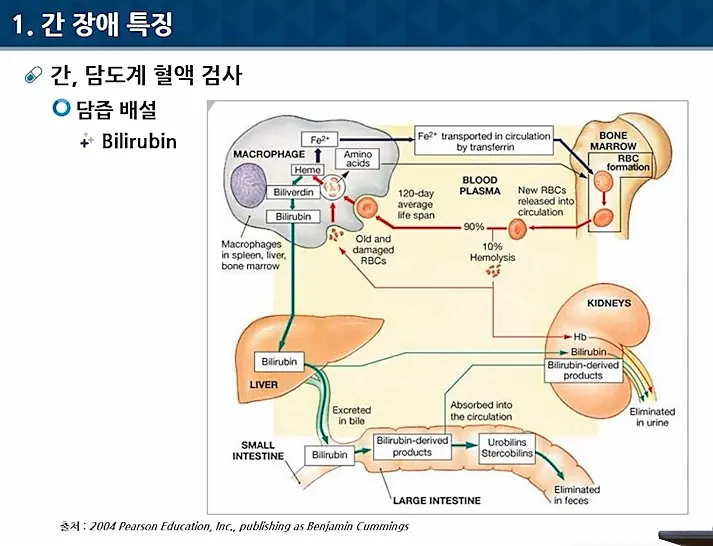 1. 간 장애 특징
간, 담도계 혈액 검사
담즙 배설
Bilirubin
MACROPHAGE
Fe2+
Amino
acids
Heme
Biliverdin
Bilirubin
Macrophages
in spleen, liver,
bone marrow
Old and
damaged
RBCs
Fe2+ transported in circulation
by transferrin
BLOOD
PLASMA
120-day
average
life span
New RBCs
released into
circulation
90%
10%
Hemolysis
BONE
MARROW
RBC
formation
KIDNEYS
Hb
Bilirubin
Bilirubin-derived
products
Eliminated
in urine
Bilirubin
LIVER
Excreted
in bile
Absorbed into
the circulation
SMALL
INTESTINE
Bilirubin
Bilirubin-derived
products
Urobilins
Stercobilins
LARGE INTESTINE
Eliminated
in feces
출처 : 2004 Pearson Education, Inc., publishing as Benjamin Cummings